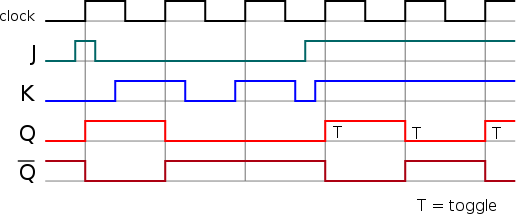 clock
J
K
Q T T T
Q̅
T = toggle